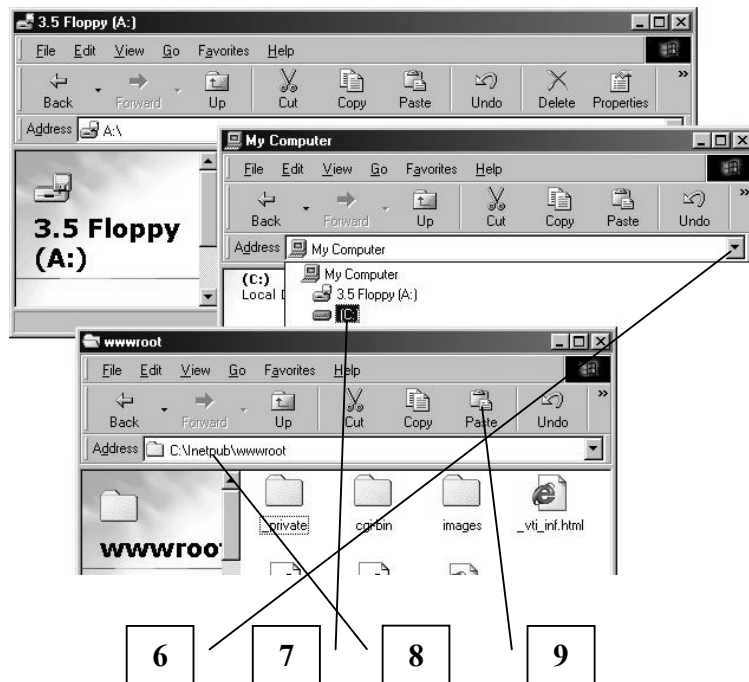 3.5 Floppy (A:)
File Edit View Go Favorites Help
Back Forward Up Cut Copy Paste Undo Delete Properties »
Address A:\
3.5 Floppy
(A:)
My Computer
File Edit View Go Favorites Help
Back Forward Up Cut Copy Paste Undo »
Address My Computer
(C:)
Local
My Computer
3.5 Floppy (A:)
(C:
wwwroot
File Edit View Go Favorites Help
Back Forward Up Cut Copy Paste Undo »
Address C:\Inetpub\wwwroot
wwwroo
_private cgi-bin images _vti_inf.html
6 7 8 9